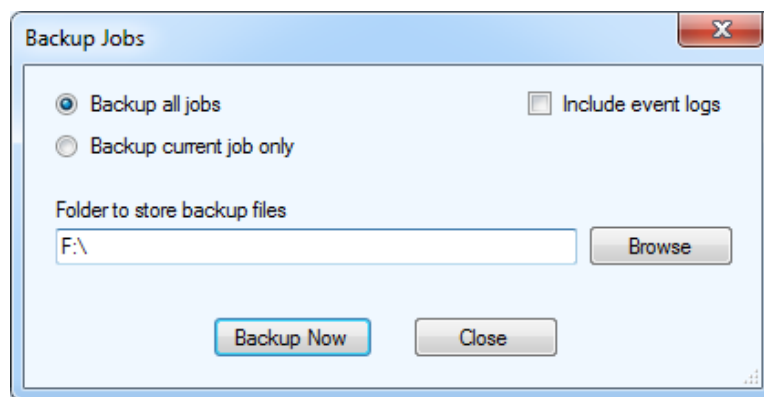 Backup Jobs
Backup all jobs
Include event logs
Backup current job only
Folder to store backup files
F:\
Browse
Backup Now
Close